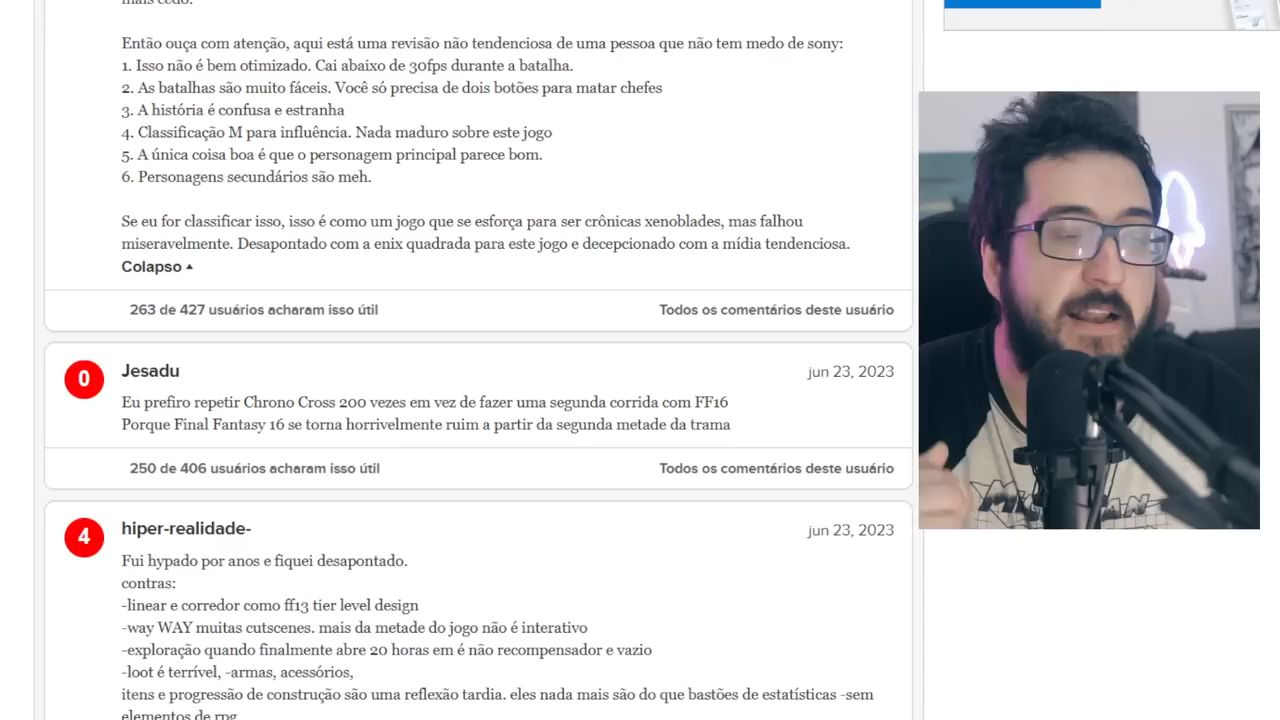 mais cedo.
Então ouça com atenção, aqui está uma revisão não tendenciosa de uma pessoa que não tem medo de sony:
1. Isso não é bem otimizado. Cai abaixo de 30fps durante a batalha.
2. As batalhas são muito fáceis. Você só precisa de dois botões para matar chefes
3. A história é confusa e estranha
4. Classificação M para influência. Nada maduro sobre este jogo
5. A única coisa boa é que o personagem principal parece bom.
6. Personagens secundários são meh.
Se eu for classificar isso, isso é como um jogo que se esforça para ser crônicas xenoblades, mas falhou
miseravelmente. Desapontado com a enix quadrada para este jogo e decepcionado com a mídia tendenciosa.
Colapso
263 de 427 usuários acharam isso útil Todos os comentários deste usuário
0 Jesadu jun 23, 2023
Eu prefiro repetir Chrono Cross 200 vezes em vez de fazer uma segunda corrida com FF16
Porque Final Fantasy 16 se torna horrivelmente ruim a partir da segunda metade da trama
250 de 406 usuários acharam isso útil Todos os comentários deste usuário
4 hiper-realidade- jun 23, 2023
Fui hypado por anos e fiquei desapontado.
contras:
-linear e corredor como ff13 tier level design
-way WAY muitas cutscenes. mais da metade do jogo não é interativo
-exploração quando finalmente abre 20 horas em é não recompensador e vazio
-loot é terrível, -armas, acessórios,
itens e progressão de construção são uma reflexão tardia. eles nada mais são do que bastões de estatísticas -sem
elementos de rpg